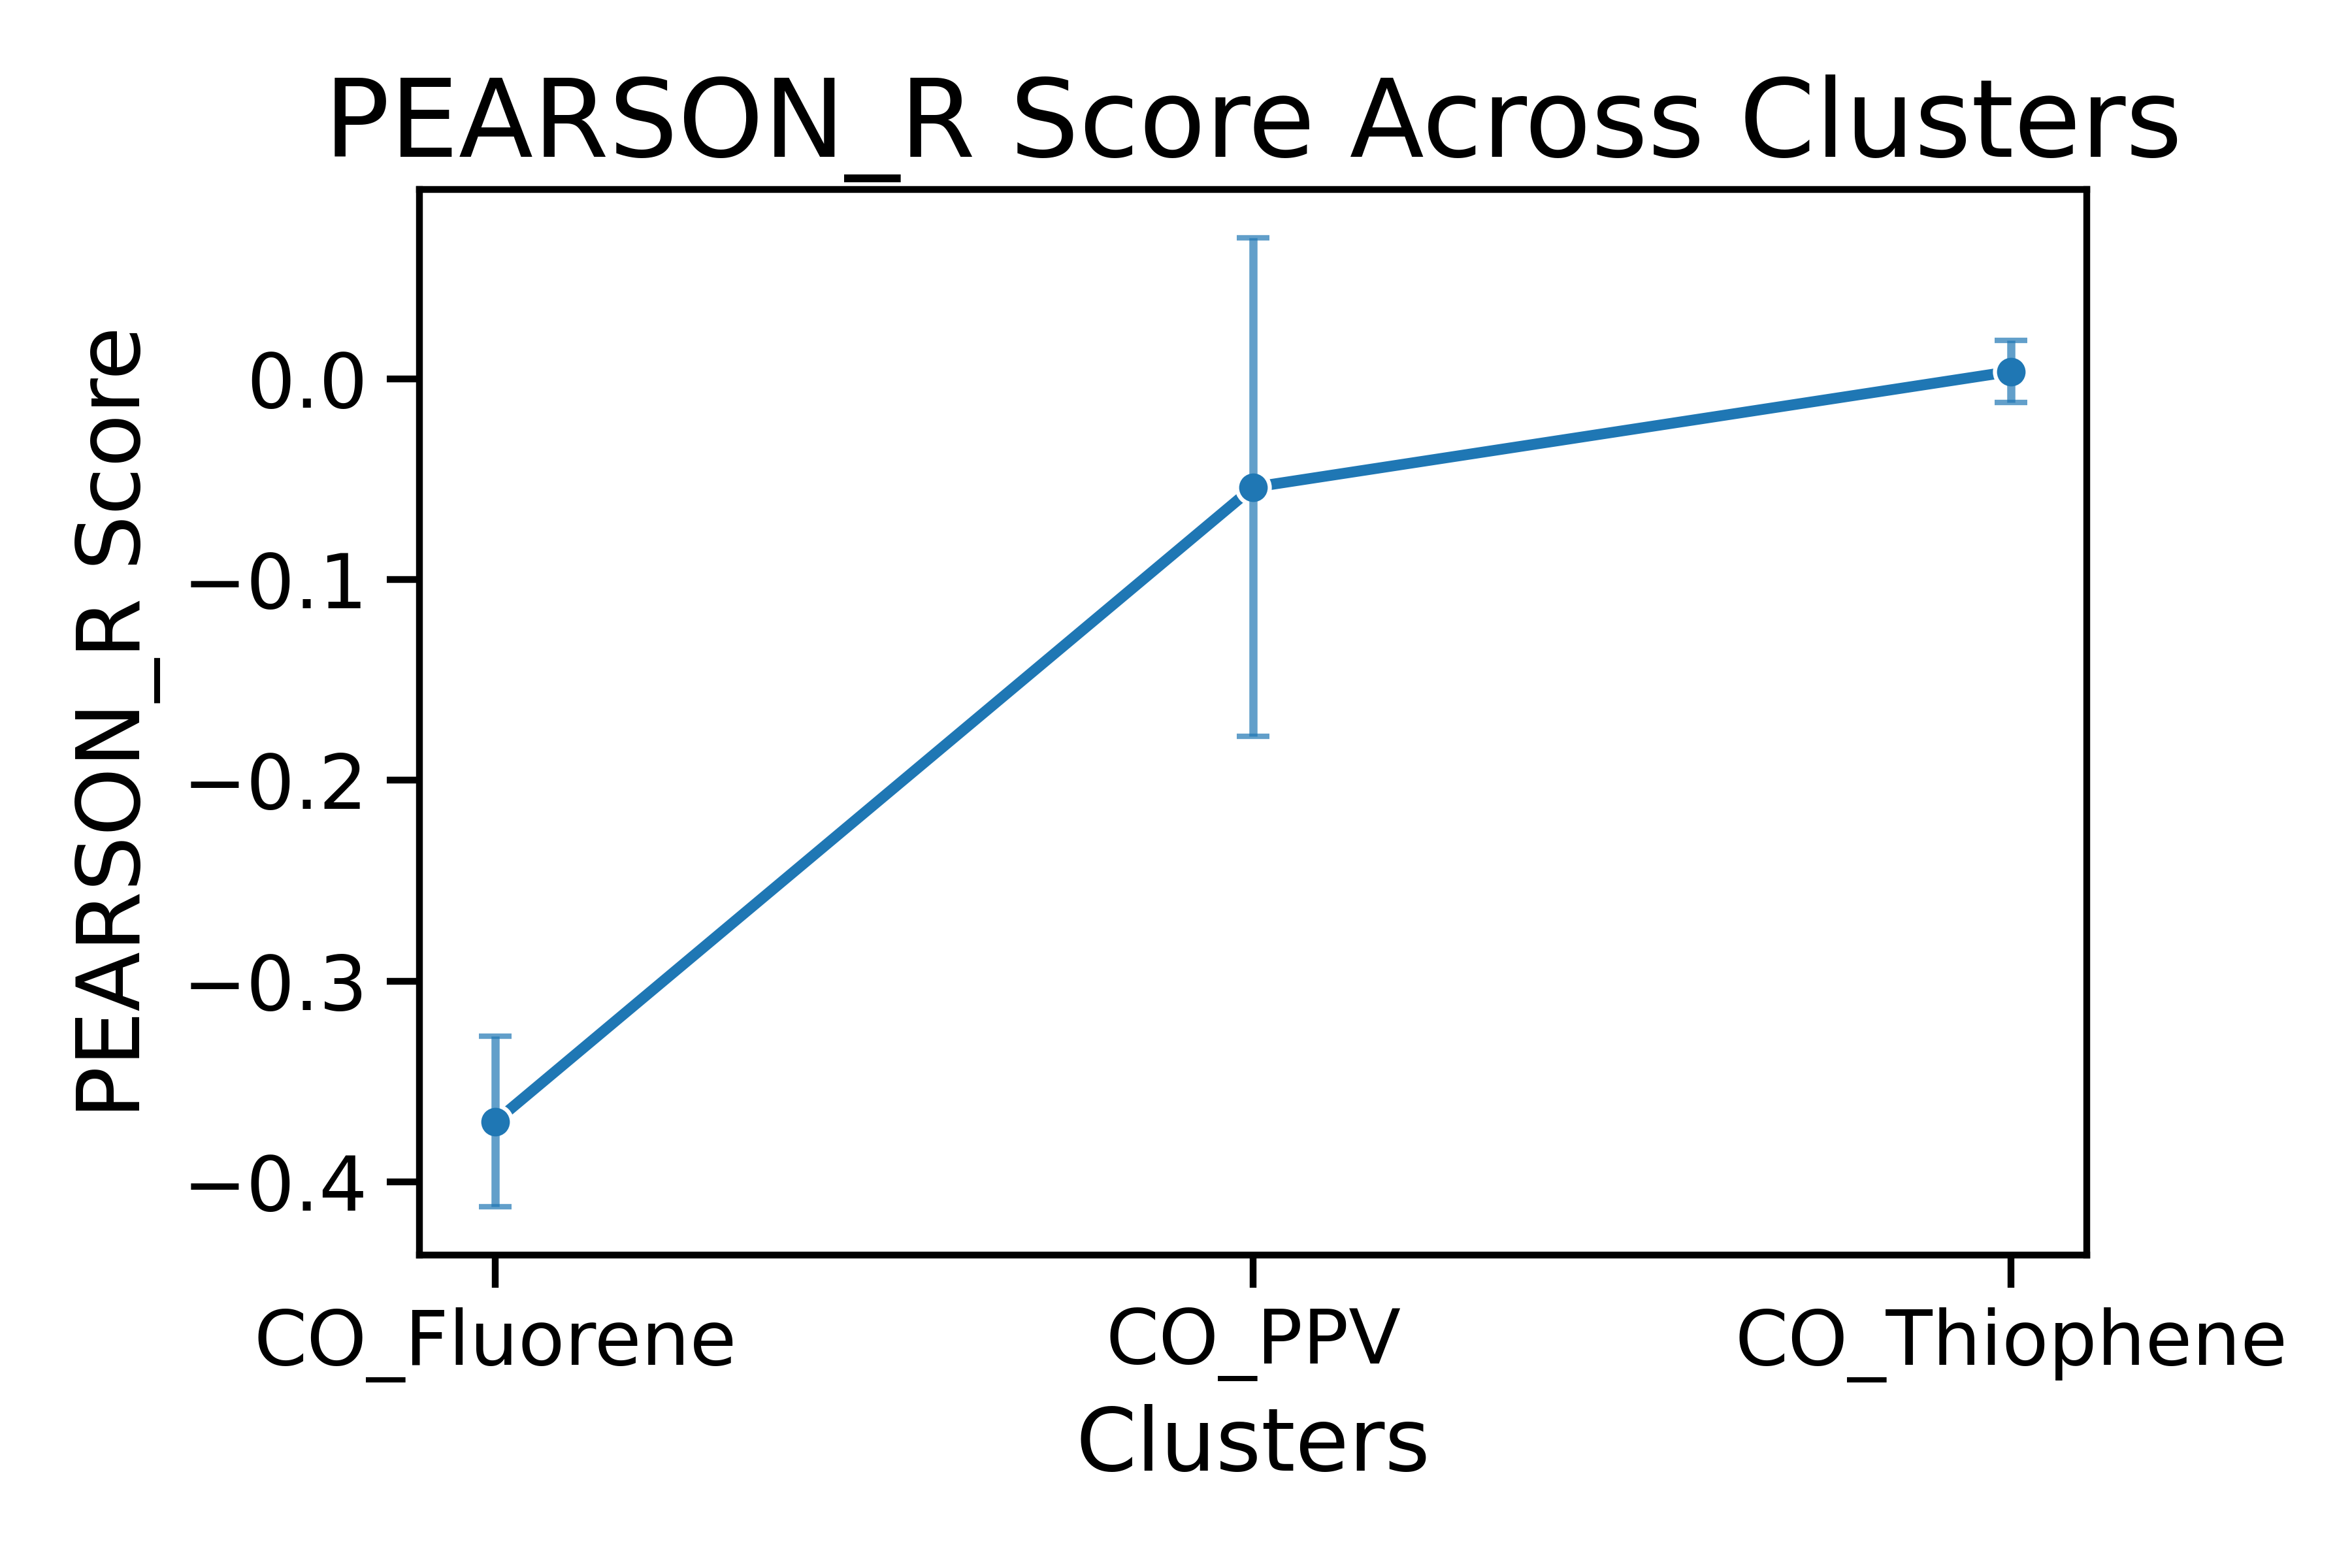 PEARSON_R Score Across Clusters
PEARSON_R Score
0.0
−0.1
−0.2
−0.3
−0.4
CO_Fluorene
CO_PPV
CO_Thiophene
Clusters